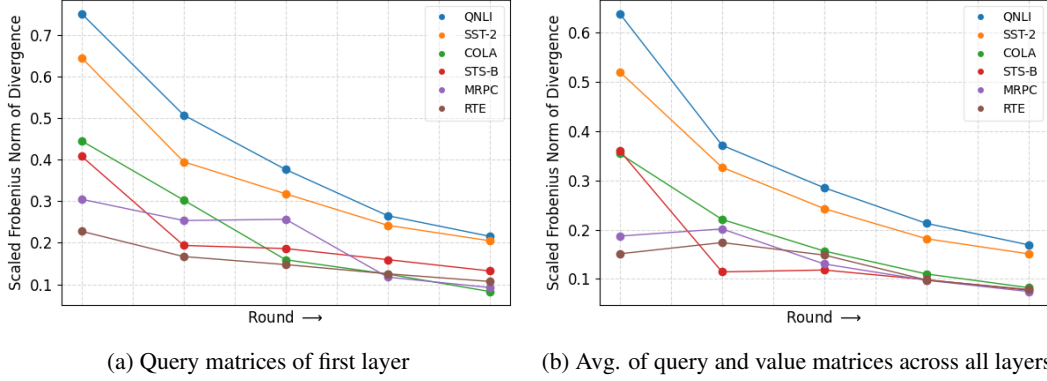 Scaled Frobenius Norm of Divergence
0.7
0.6
0.5
0.4
0.3
0.2
0.1
QNLI
SST-2
COLA
STS-B
MRPC
RTE
Round →
(a) Query matrices of first layer
Scaled Frobenius Norm of Divergence
0.6
0.5
0.4
0.3
0.2
0.1
QNLI
SST-2
COLA
STS-B
MRPC
RTE
Round →
(b) Avg. of query and value matrices across all layers